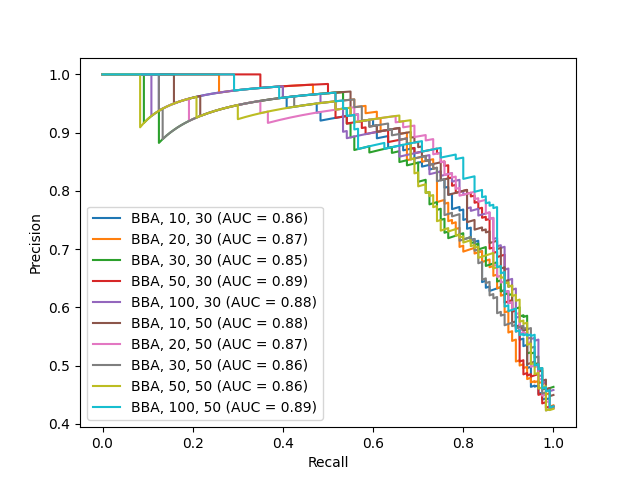 1.0
0.9
0.8
0.7
0.6
0.5
0.4
Precision
BBA, 10, 30 (AUC = 0.86)
BBA, 20, 30 (AUC = 0.87)
BBA, 30, 30 (AUC = 0.85)
BBA, 50, 30 (AUC = 0.89)
BBA, 100, 30 (AUC = 0.88)
BBA, 10, 50 (AUC = 0.88)
BBA, 20, 50 (AUC = 0.87)
BBA, 30, 50 (AUC = 0.86)
BBA, 50, 50 (AUC = 0.86)
BBA, 100, 50 (AUC = 0.89)
0.0 0.2 0.4 0.6 0.8 1.0
Recall